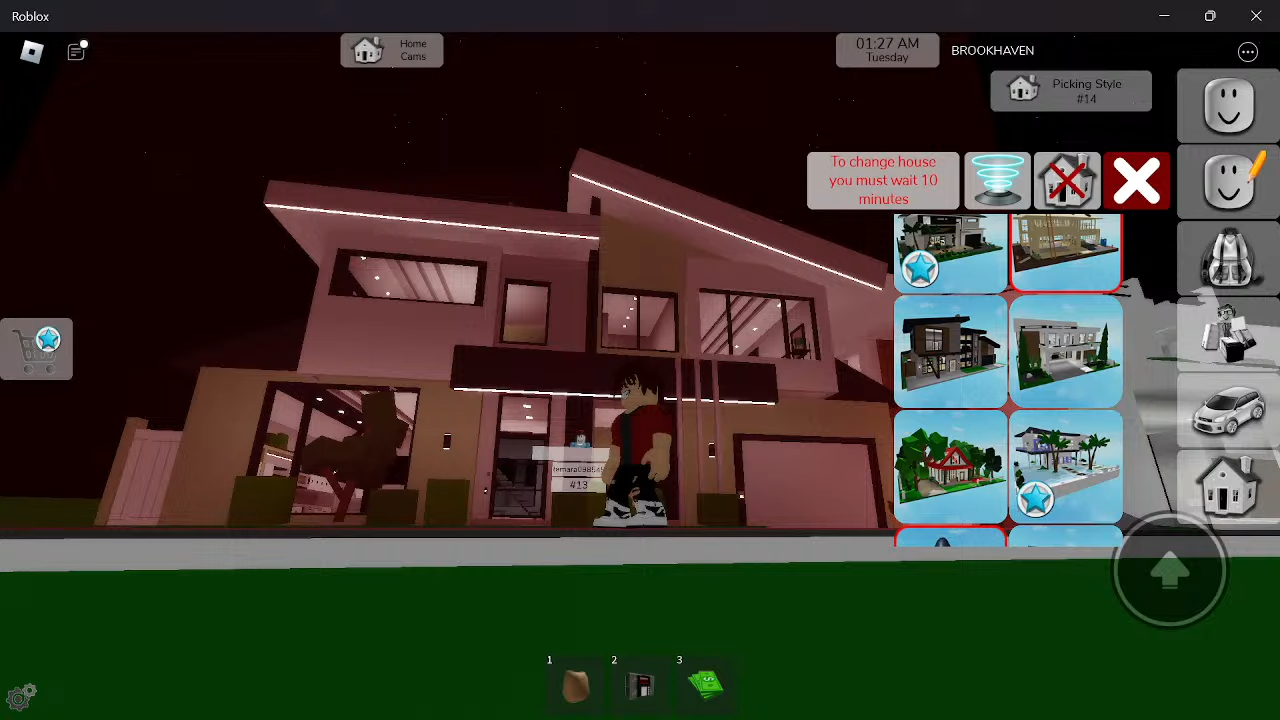 Roblox
Home
Cams
01:27 AM
Tuesday
BROOKHAVEN
Picking Style
#14
To change house
you must wait 10
minutes
#13
1
2
3